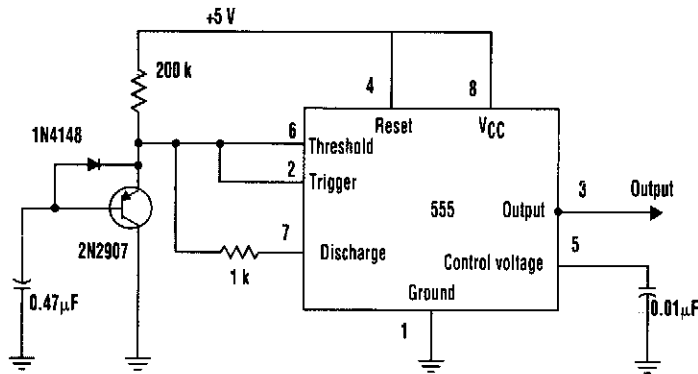 +5 V
200 k
4
8
1N4148
6
Threshold
Reset
VCC
2
Trigger
3
Output
555
Output
7
5
2N2907
Discharge
Control voltage
1 k
Ground
0.47µF
1
0.01µF